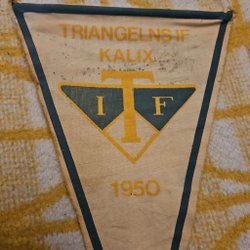 TRIANGELNS IF
KALIX
I T F
1950